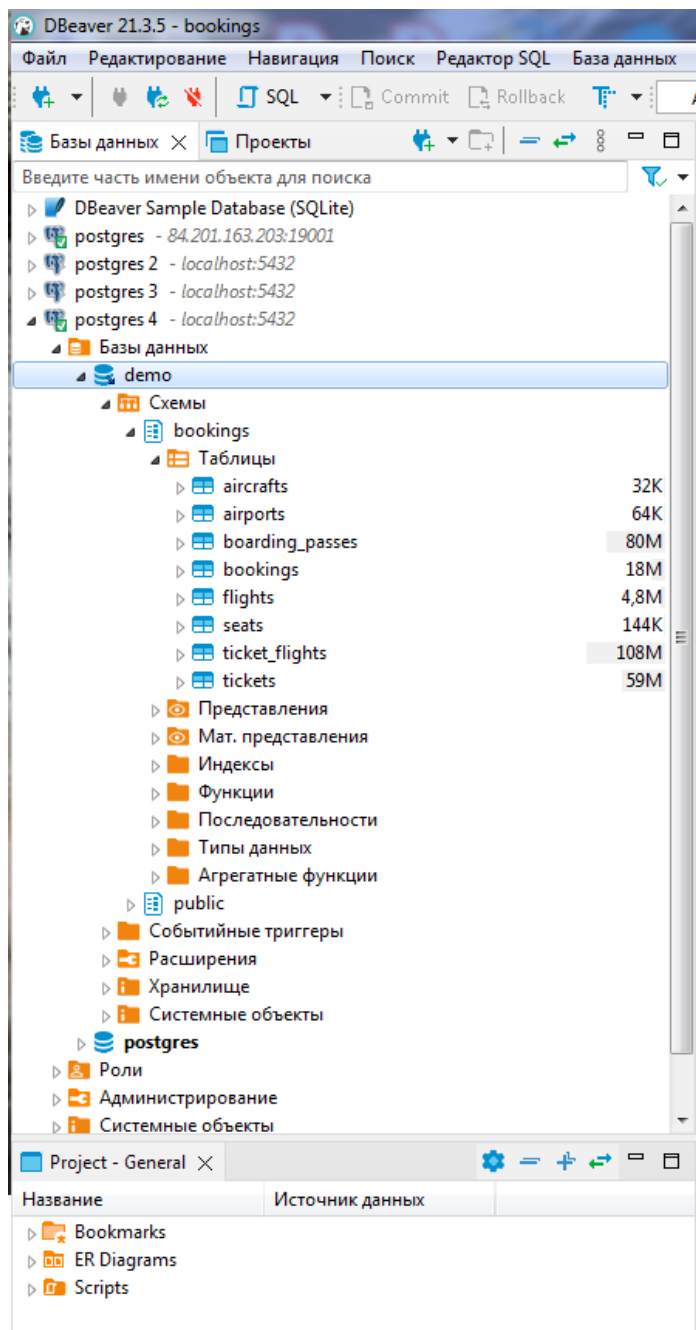 DBeaver 21.3.5 - bookings
Файл Редактирование Навигация Поиск Редактор SQL База данных
SQL Commit Rollback
Базы данных Проекты
Введите часть имени объекта для поиска
DBeaver Sample Database (SQLite)
postgres - 84.201.163.203:19001
postgres 2 - localhost:5432
postgres 3 - localhost:5432
postgres 4 - localhost:5432
Базы данных
demo
Схемы
bookings
Таблицы
aircrafts 32K
airports 64K
boarding_passes 80M
bookings 18M
flights 4,8M
seats 144K
ticket_flights 108M
tickets 59M
Представления
Мат. представления
Индексы
Функции
Последовательности
Типы данных
Агрегатные функции
public
Событийные триггеры
Расширения
Хранилище
Системные объекты
postgres
Роли
Администрирование
Системные объекты
Project - General
Название Источник данных
Bookmarks
ER Diagrams
Scripts